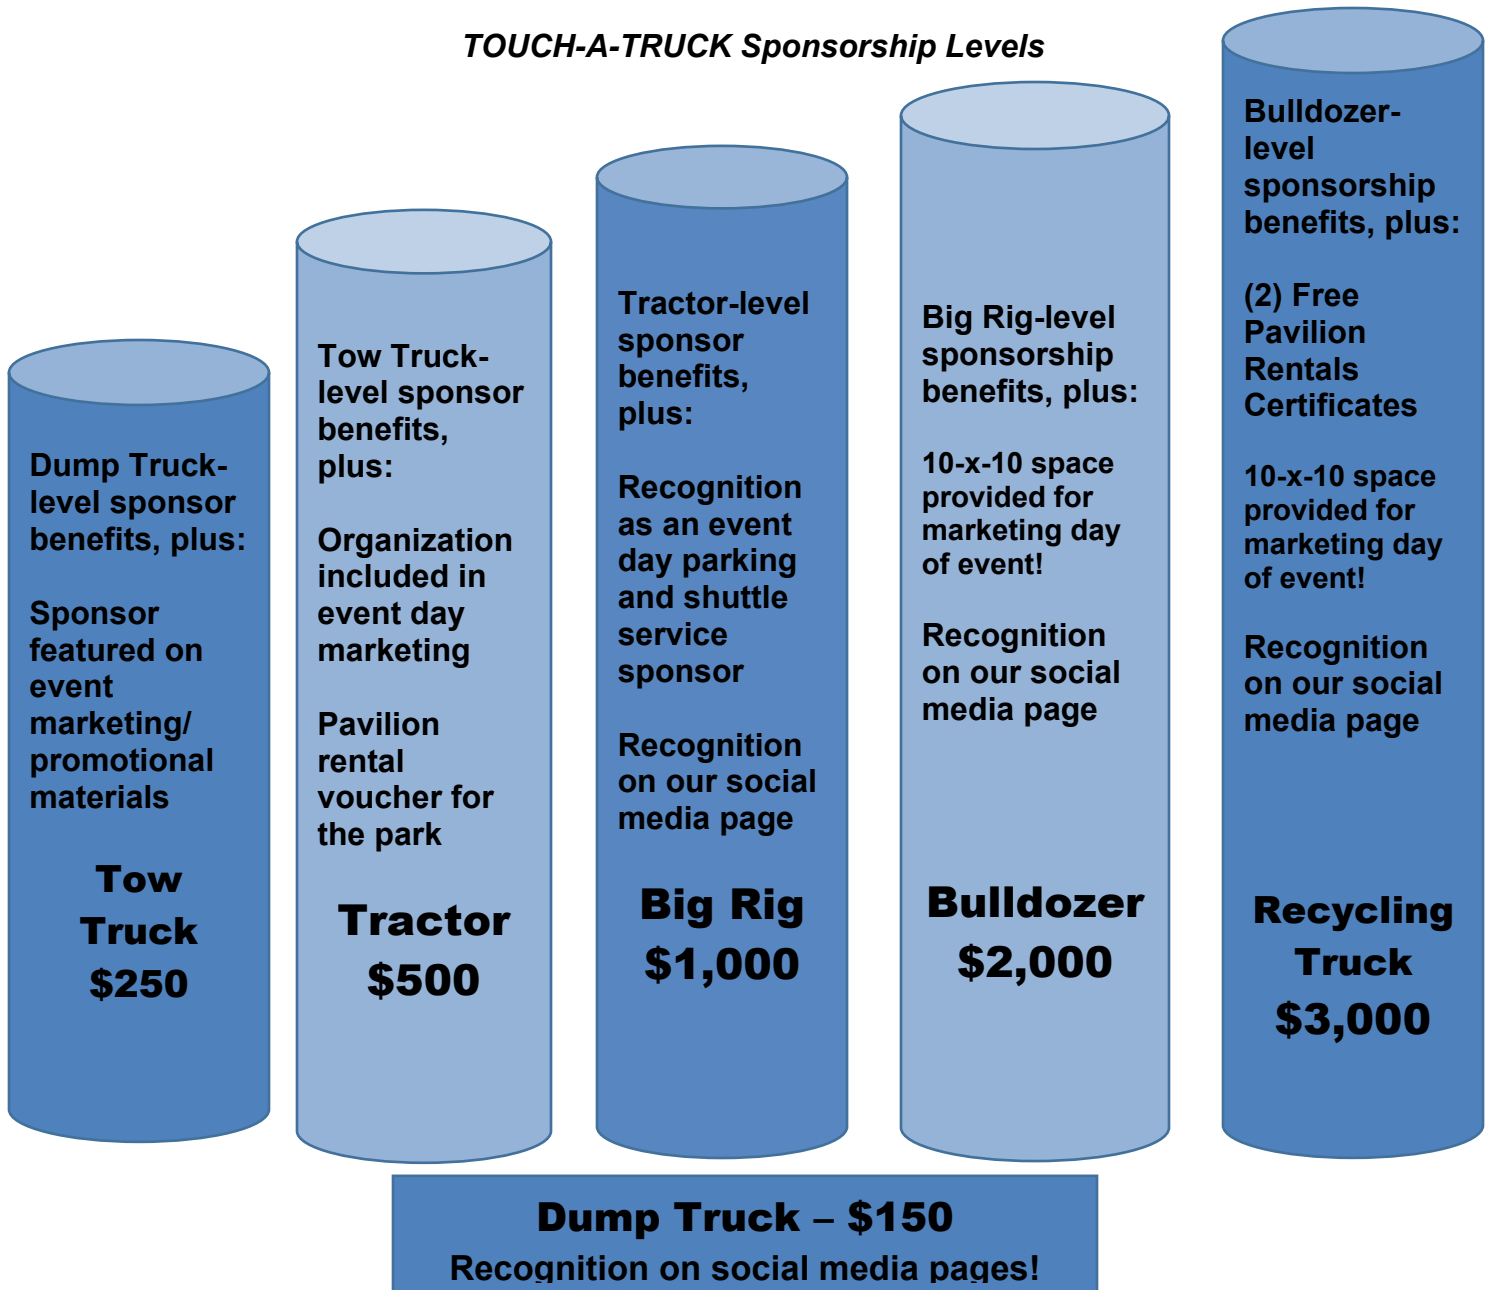 TOUCH-A-TRUCK Sponsorship Levels
Dump Truck-
level sponsor
benefits, plus:
Sponsor
featured on
event
marketing/
promotional
materials
Tow
Truck
$250
Tow Truck-
level sponsor
benefits,
plus:
Organization
included in
event day
marketing
Pavilion
rental
voucher for
the park
Tractor
$500
Tractor-level
sponsor
benefits,
plus:
Recognition
as an event
day parking
and shuttle
service
sponsor
Recognition
on our social
media page
Big Rig
$1,000
Big Rig-level
sponsorship
benefits, plus:
10-x-10 space
provided for
marketing day
of event!
Recognition
on our social
media page
Bulldozer
$2,000
Bulldozer-
level
sponsorship
benefits, plus:
(2) Free
Pavilion
Rentals
Certificates
10-x-10 space
provided for
marketing day
of event!
Recognition
on our social
media page
Recycling
Truck
$3,000
Dump Truck – $150
Recognition on social media pages!